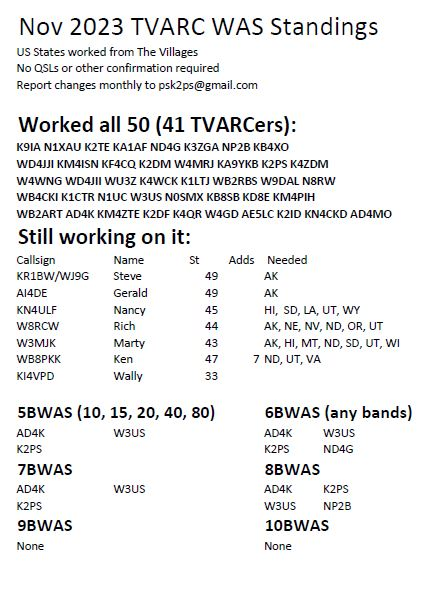 Nov 2023 TVARC WAS Standings
US States worked from The Villages
No QSLs or other confirmation required
Report changes monthly to psk2ps@gmail.com
Worked all 50 (41 TVARCers):
K9IA N1XAU K2TE KA1AF ND4G K3ZGA NP2B KB4XO
WD4JJI KM4ISN KF4CQ K2DM W4MRJ KA9YKB K2PS K4ZDM
W4WNG WD4JII WU3Z K4WCK K1LTJ WB2RBS W9DAL N8RW
WB4CKI K1CTR N1UC W3US N0SMX KB8SB KD8E KM4PIH
WB2ART AD4K KM4ZTE K2DF K4QR W4GD AE5LC K2ID KN4CKD AD4MO
Still working on it:
Callsign Name St Adds Needed
KR1BW/WJ9G Steve 49 AK
AI4DE Gerald 49 AK
KN4ULF Nancy 45 HI, SD, LA, UT, WY
W8RCW Rich 44 AK, NE, NV, ND, OR, UT
W3MJK Marty 43 AK, HI, MT, ND, SD, UT, WI
WB8PKK Ken 47 7 ND, UT, VA
KI4VPD Wally 33
5BWAS (10, 15, 20, 40, 80) 6BWAS (any bands)
AD4K W3US AD4K W3US
K2PS K2PS ND4G
7BWAS 8BWAS
AD4K W3US AD4K K2PS
K2PS W3US NP2B
9BWAS 10BWAS
None None